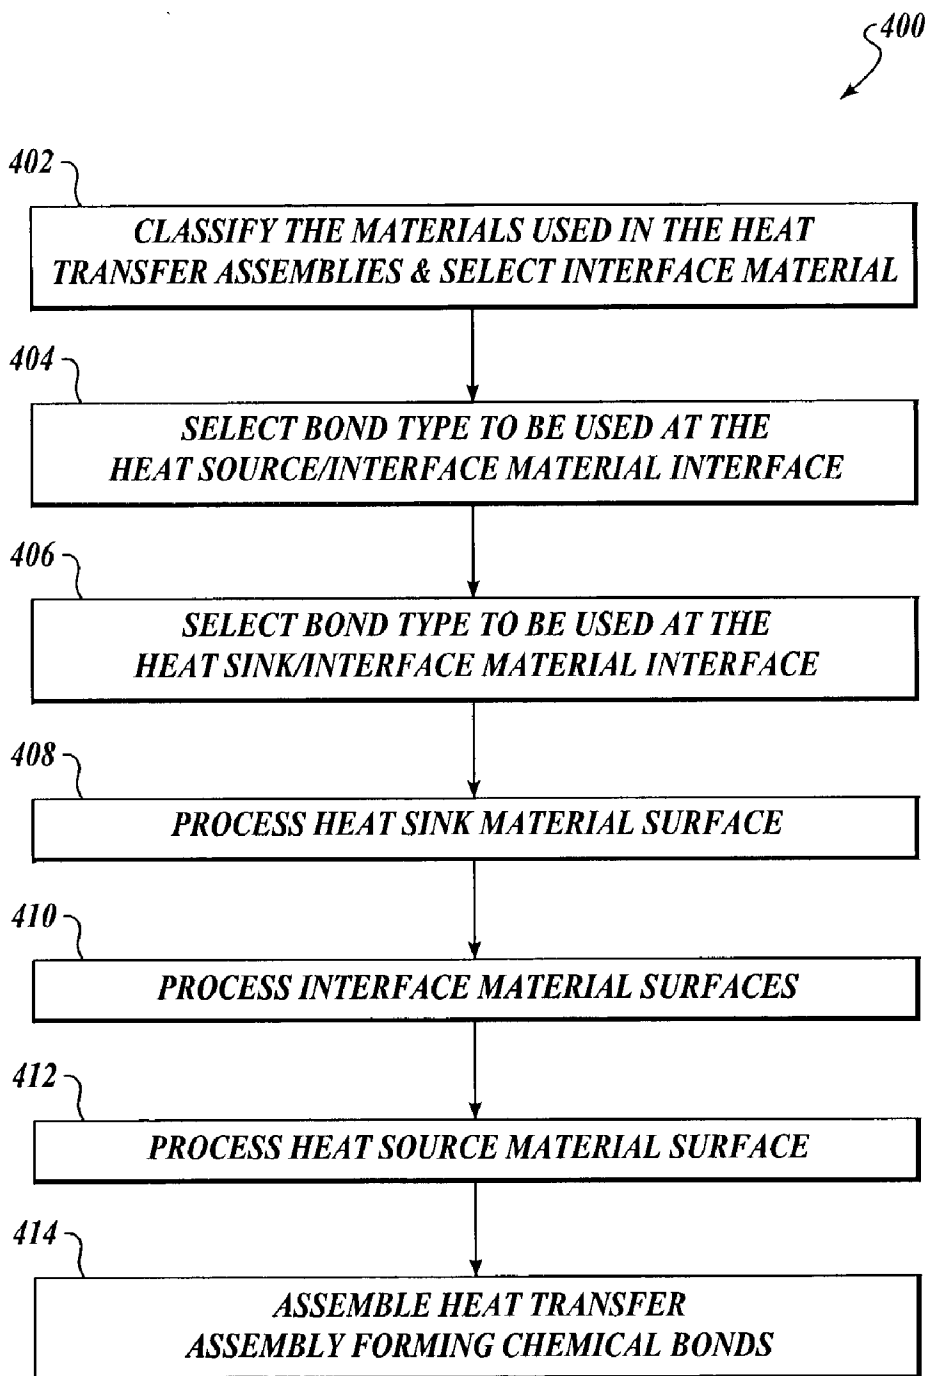 400
402
CLASSIFY THE MATERIALS USED IN THE HEAT
TRANSFER ASSEMBLIES & SELECT INTERFACE MATERIAL
404
SELECT BOND TYPE TO BE USED AT THE
HEAT SOURCE/INTERFACE MATERIAL INTERFACE
406
SELECT BOND TYPE TO BE USED AT THE
HEAT SINK/INTERFACE MATERIAL INTERFACE
408
PROCESS HEAT SINK MATERIAL SURFACE
410
PROCESS INTERFACE MATERIAL SURFACES
412
PROCESS HEAT SOURCE MATERIAL SURFACE
414
ASSEMBLE HEAT TRANSFER
ASSEMBLY FORMING CHEMICAL BONDS